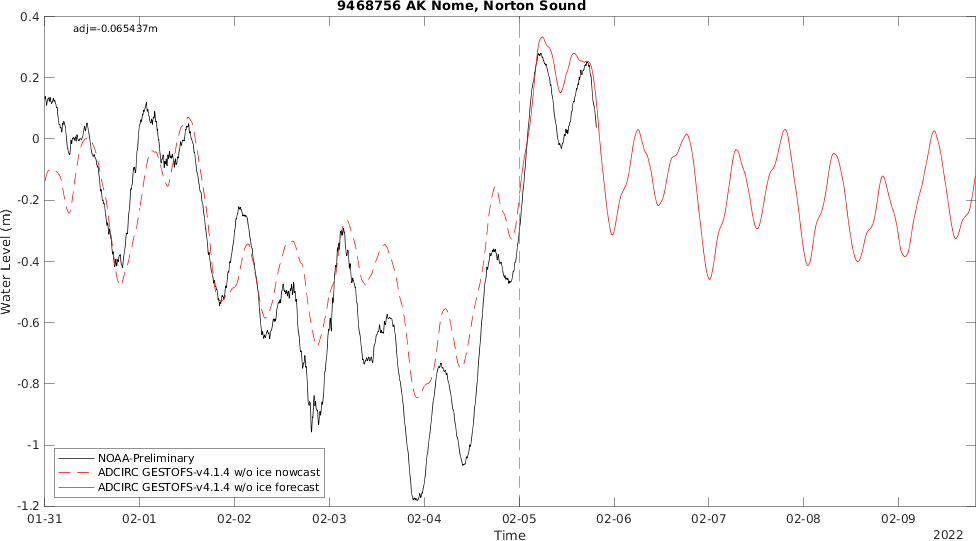 9468756 AK Nome, Norton Sound
adj=-0.065437m
0.4
0.2
0
-0.2
-0.4
-0.6
-0.8
-1
-1.2
Water Level (m)
NOAA-Preliminary
ADCIRC GESTOFS-v4.1.4 w/o ice nowcast
ADCIRC GESTOFS-v4.1.4 w/o ice forecast
01-31 02-01 02-02 02-03 02-04 02-05 02-06 02-07 02-08 02-09
Time
2022